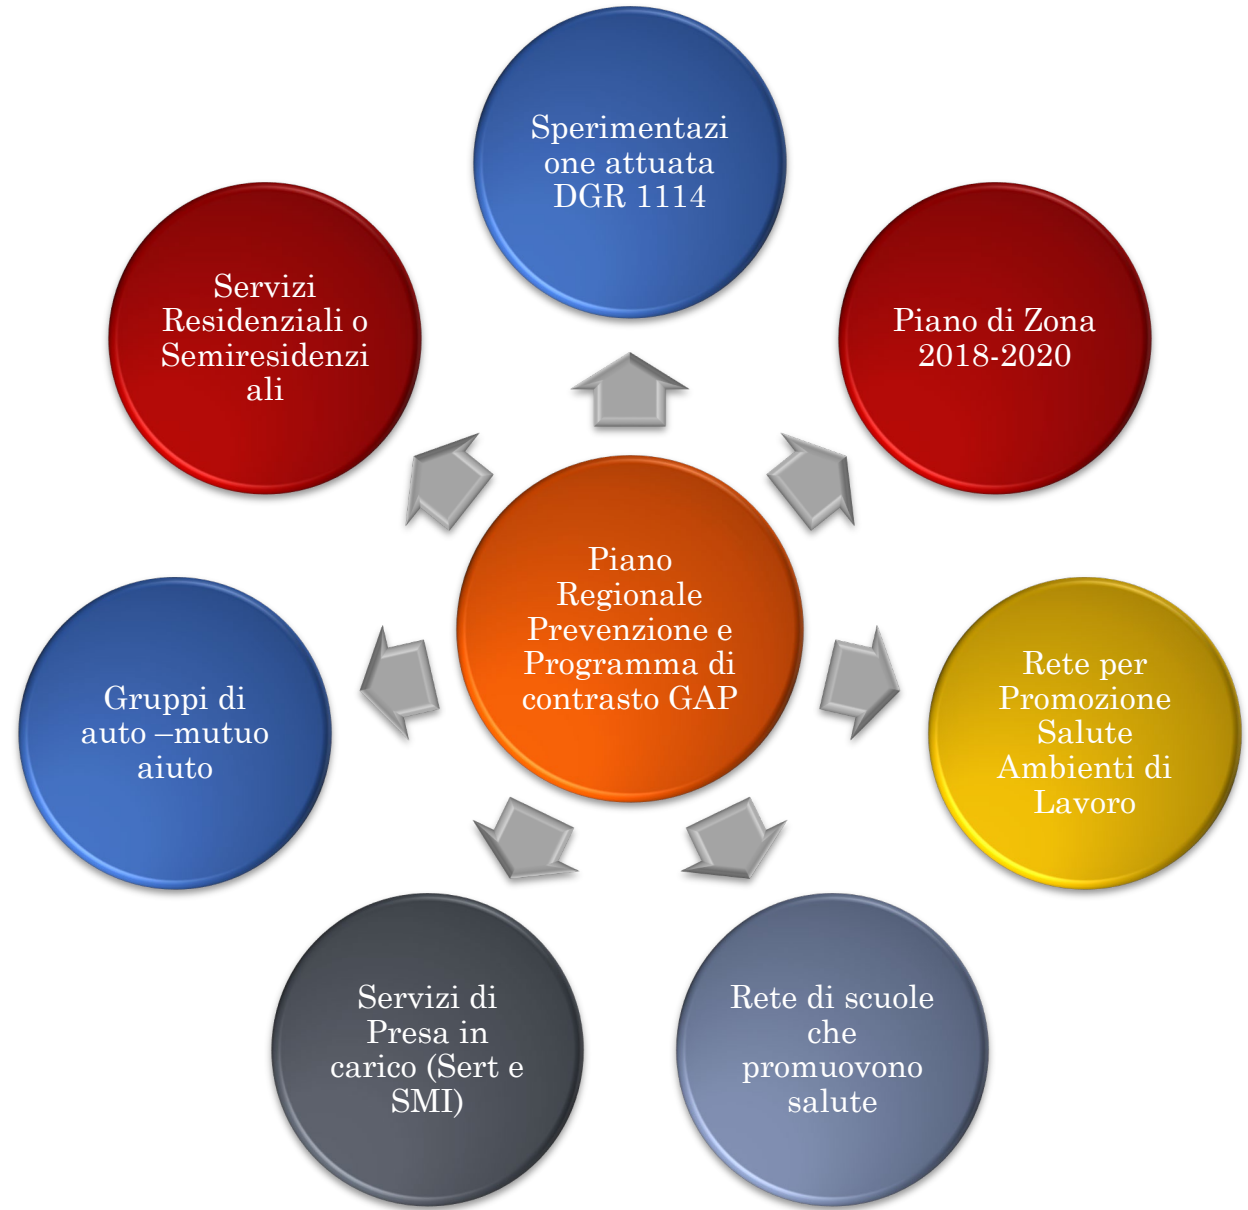 Sperimentazi
one attuata
DGR 1114
Piano di Zona
2018-2020
Rete per
Promozione
Salute
Ambienti di
Lavoro
Rete di scuole
che
promuovono
salute
Servizi di
Presa in
carico (Sert e
SMI)
Gruppi di
auto –mutuo
aiuto
Servizi
Residenziali o
Semiresidenzi
ali
Piano
Regionale
Prevenzione e
Programma di
contrasto GAP